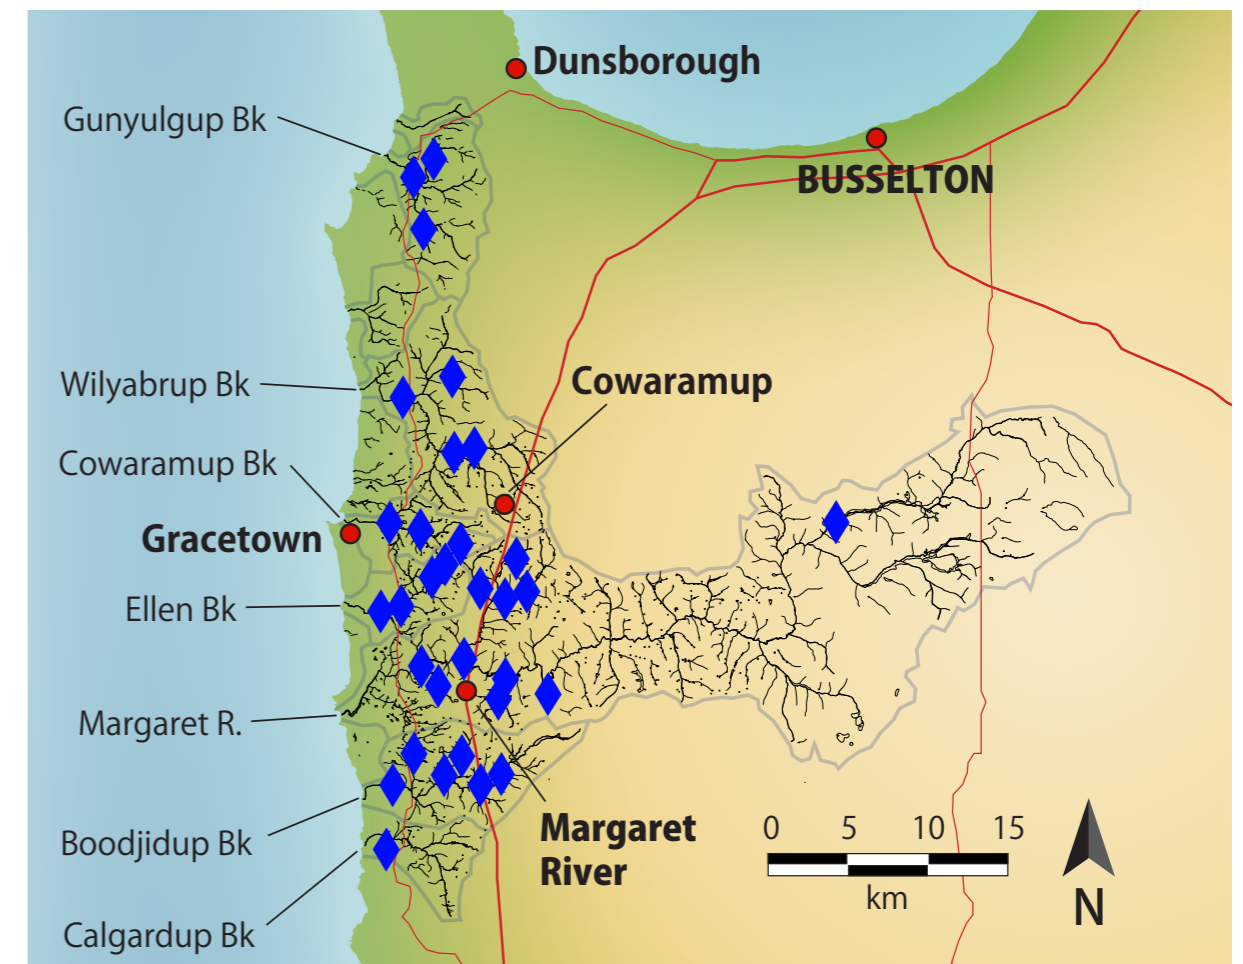 Dunsborough
Gunyulgup Bk
BUSSELTON
Wilyabrup Bk
Cowaramup
Cowaramup Bk
Gracetown
Ellen Bk
Margaret R.
Margaret
River
Boodjidup Bk
Calgardup Bk
0 5 10 15
km
N